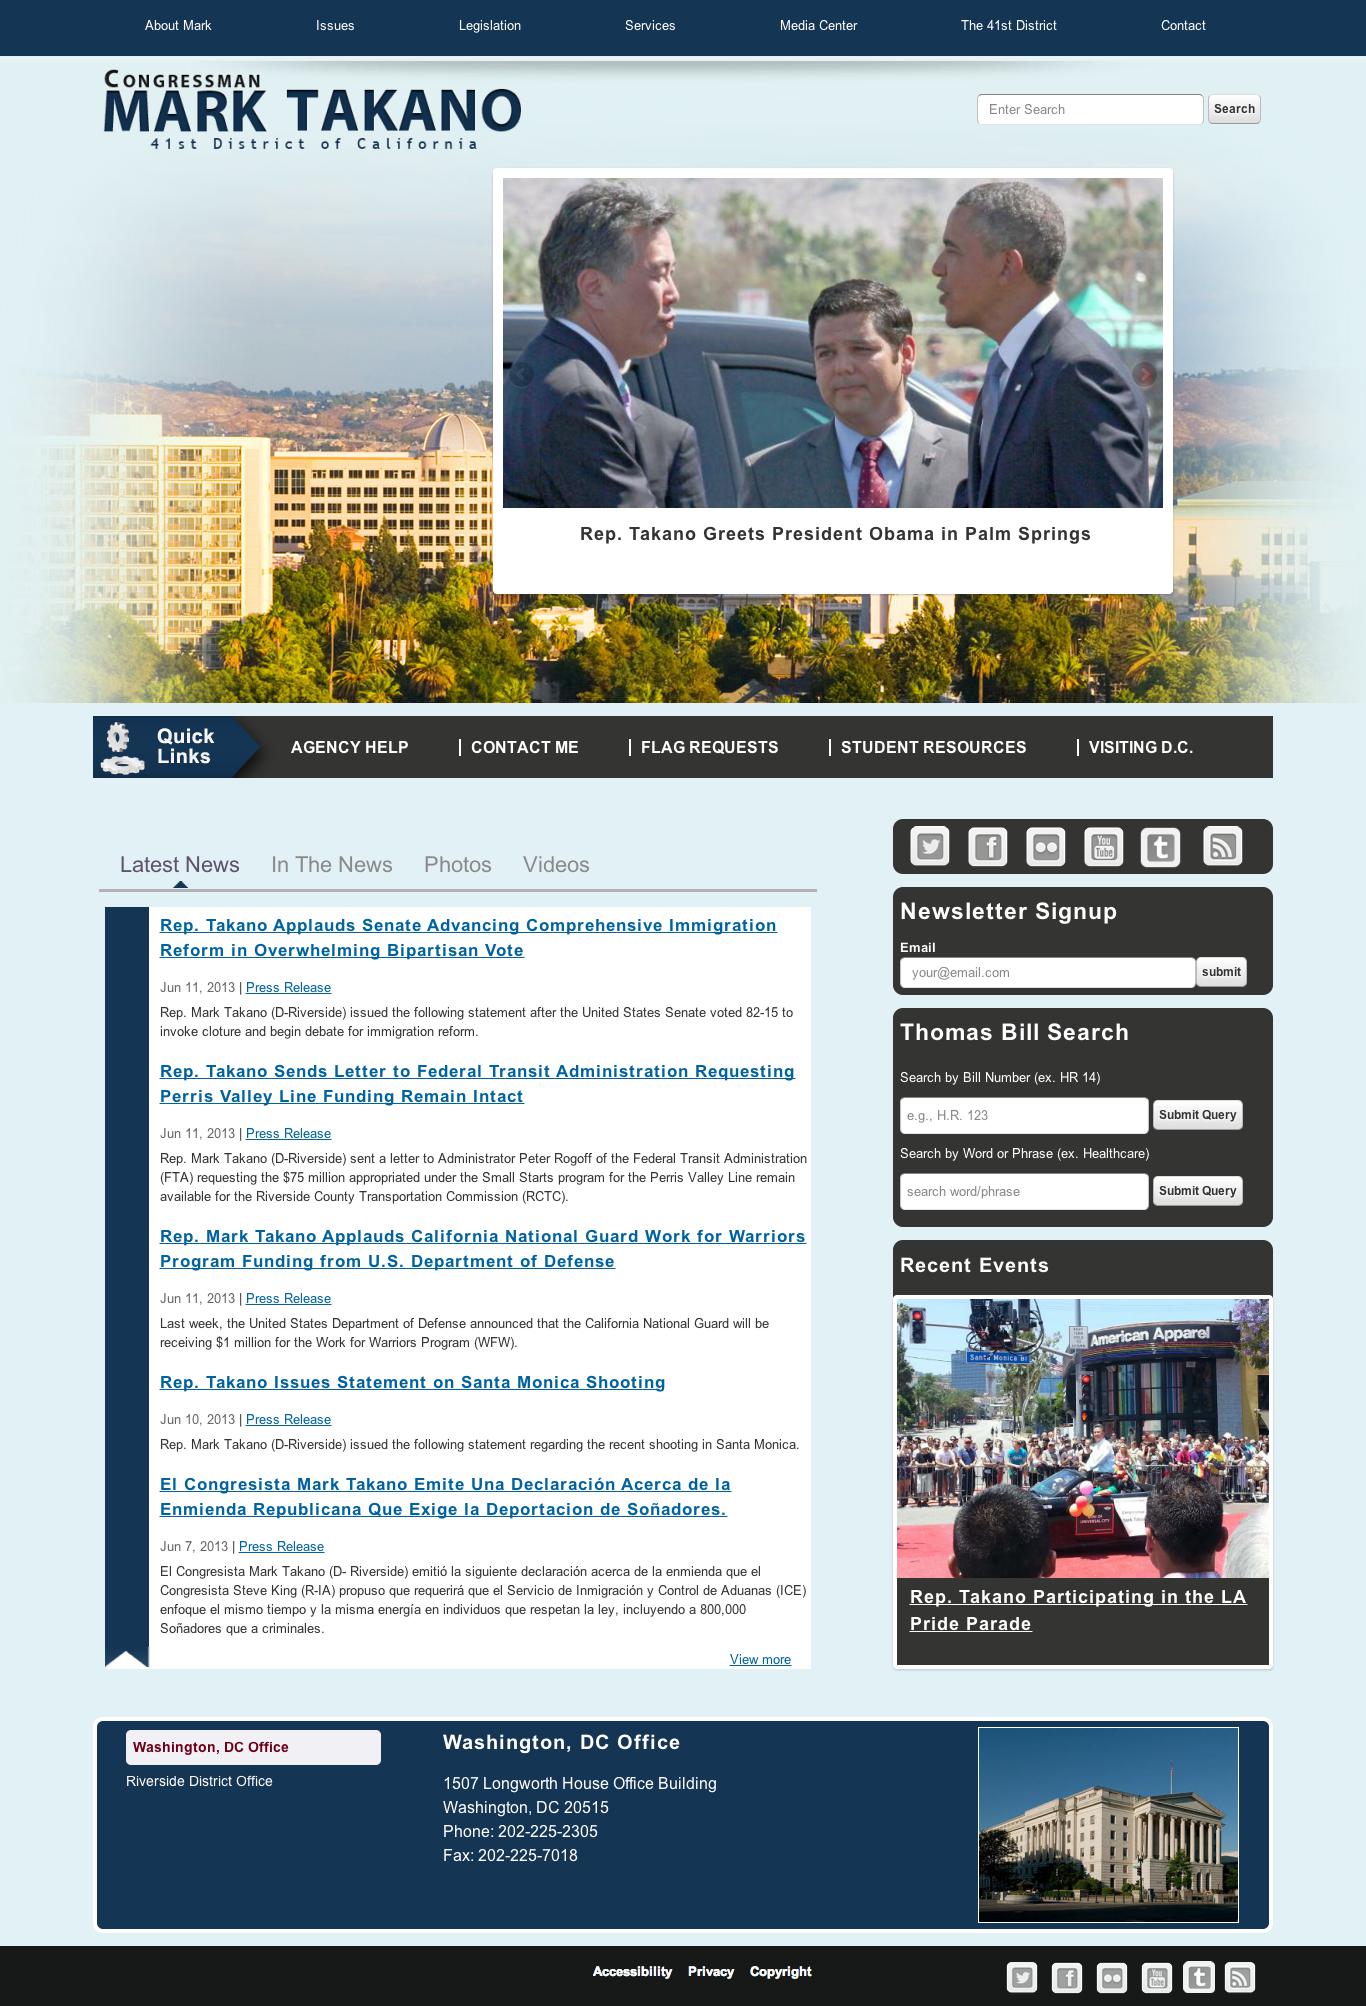 About Mark
Issues
Legislation
Services
Media Center
The 41st District
Contact
CONGRESSMAN
MARK TAKANO
41st District of California
Enter Search
Search
Rep. Takano Greets President Obama in Palm Springs
Quick
Links
AGENCY HELP
CONTACT ME
FLAG REQUESTS
STUDENT RESOURCES
VISITING D.C.
Latest News
In The News
Photos
Videos
Rep. Takano Applauds Senate Advancing Comprehensive Immigration
Reform in Overwhelming Bipartisan Vote
Jun 11, 2013 | Press Release
Rep. Mark Takano (D-Riverside) issued the following statement after the United States Senate voted 82-15 to
invoke cloture and begin debate for immigration reform.
Rep. Takano Sends Letter to Federal Transit Administration Requesting
Perris Valley Line Funding Remain Intact
Jun 11, 2013 | Press Release
Rep. Mark Takano (D-Riverside) sent a letter to Administrator Peter Rogoff of the Federal Transit Administration
(FTA) requesting the $75 million appropriated under the Small Starts program for the Perris Valley Line remain
available for the Riverside County Transportation Commission (RCTC).
Rep. Mark Takano Applauds California National Guard Work for Warriors
Program Funding from U.S. Department of Defense
Jun 11, 2013 | Press Release
Last week, the United States Department of Defense announced that the California National Guard will be
receiving $1 million for the Work for Warriors Program (WFW).
Rep. Takano Issues Statement on Santa Monica Shooting
Jun 10, 2013 | Press Release
Rep. Mark Takano (D-Riverside) issued the following statement regarding the recent shooting in Santa Monica.
El Congresista Mark Takano Emite Una Declaración Acerca de la
Enmienda Republicana Que Exige la Deportacion de Soñadores.
Jun 7, 2013 | Press Release
El Congresista Mark Takano (D- Riverside) emitió la siguiente declaración acerca de la enmienda que el
Congresista Steve King (R-IA) propuso que requerirá que el Servicio de Inmigración y Control de Aduanas (ICE)
enfoque el mismo tiempo y la misma energía en individuos que respetan la ley, incluyendo a 800,000
Soñadores que a criminales.
View more
You
Tube
Newsletter Signup
Email
your@email.com
submit
Thomas Bill Search
Search by Bill Number (ex. HR 14)
e.g., H.R. 123
Submit Query
Search by Word or Phrase (ex. Healthcare)
search word/phrase
Submit Query
Recent Events
American Apparel
Santa Monica Bl
Rep. Takano Participating in the LA
Pride Parade
Washington, DC Office
Riverside District Office
Washington, DC Office
1507 Longworth House Office Building
Washington, DC 20515
Phone: 202-225-2305
Fax: 202-225-7018
Accessibility
Privacy
Copyright
You
Tube